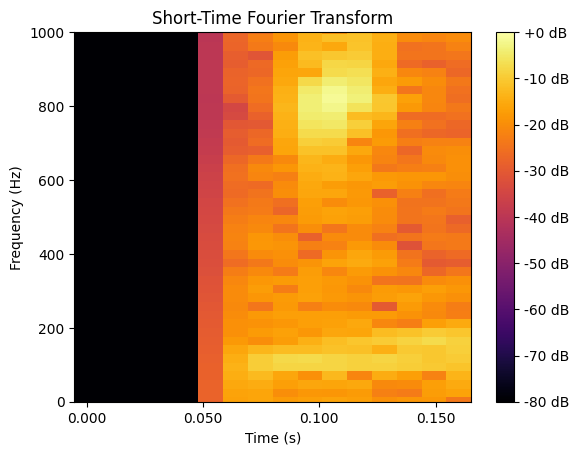 Short-Time Fourier Transform
1000
800
600
400
200
0
Frequency (Hz)
0.000
0.050
0.100
0.150
Time (s)
+0 dB
-10 dB
-20 dB
-30 dB
-40 dB
-50 dB
-60 dB
-70 dB
-80 dB